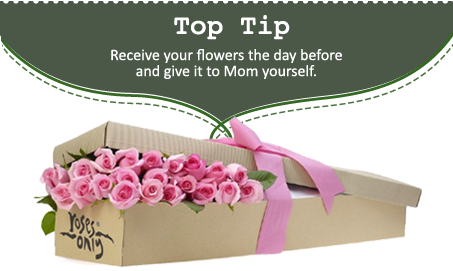 Top Tip
Receive your flowers the day before
and give it to Mom yourself.
roses
only